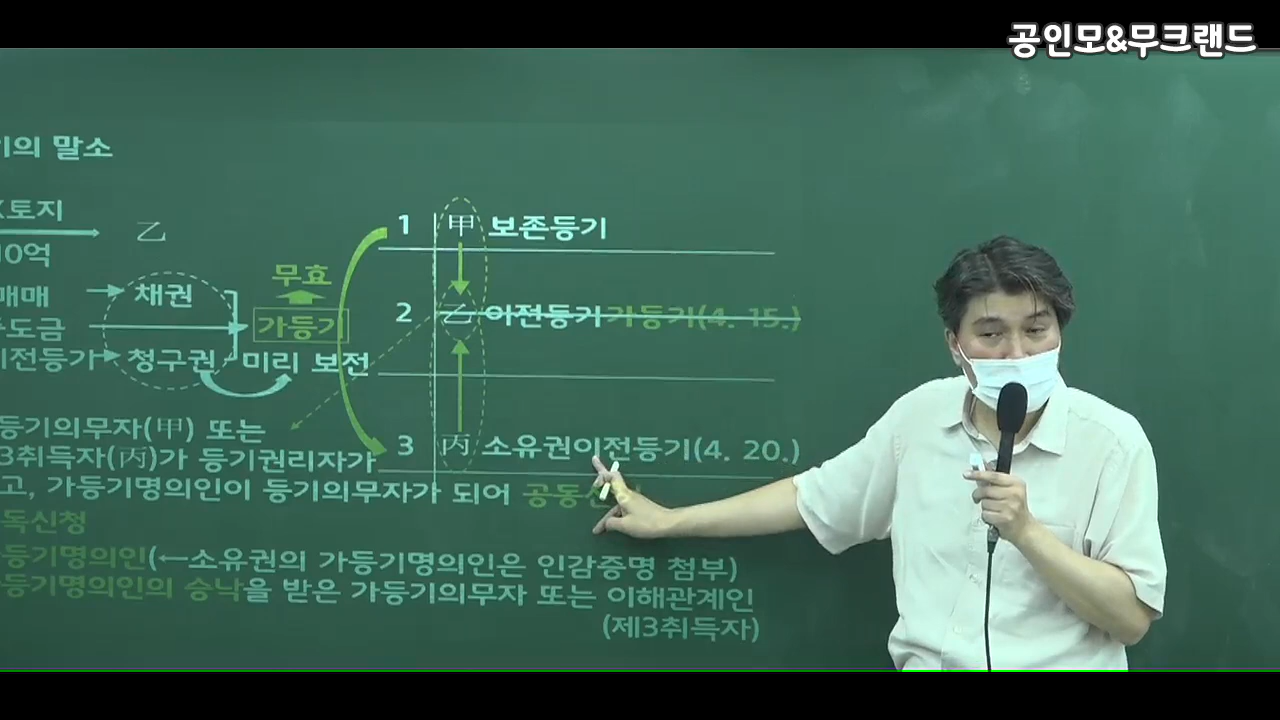 공인모&무크랜드
의 말소
토지
乙
10억
매매
채권
도금
이전등기
청구권
미리 보전
무효
가등기
1 甲 보존등기
2 乙 이전등기가등기(4. 15.)
3 丙 소유권이전등기(4. 20.)
등기의무자(甲) 또는
3취득자(丙)가 등기권리자가
고, 가등기명의인이 등기의무자가 되어 공동신
독신청
등기명의인(←소유권의 가등기명의인은 인감증명 첨부)
등기명의인의 승낙을 받은 가등기의무자 또는 이해관계인
(제3취득자)